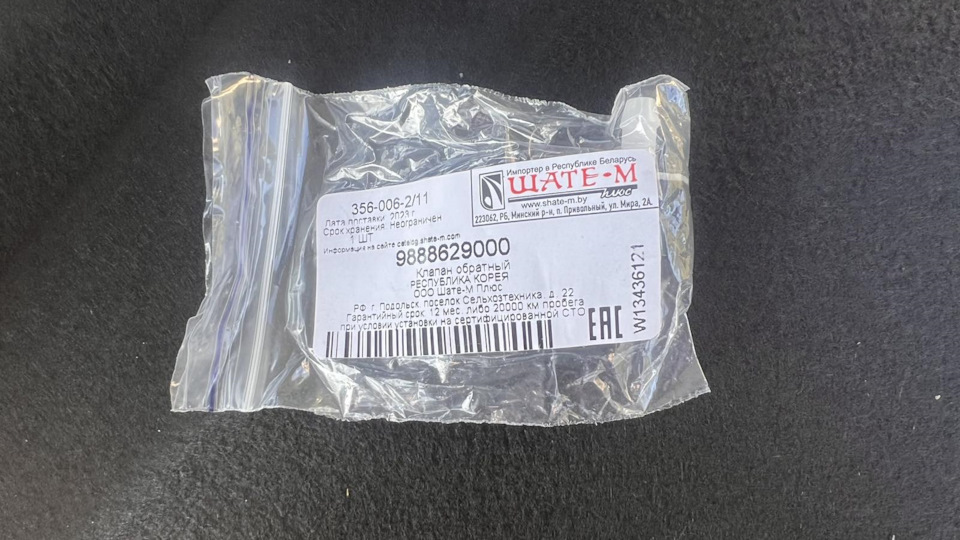 Импортер в Республике Беларусь
ШАТЕ-М
плюс
www.shate-m.by
223062, РБ, Минский р-н, п. Привольный, ул. Мира, 2А.
356-006-2/11
Дата поставки: 2023 г.
Срок хранения: Неограничен
1 ШТ
Информация на сайте catalog.shate-m.com
9888629000
Клапан обратный
РЕСПУБЛИКА КОРЕЯ
ООО Шате-М Плюс
РФ, г. Подольск, поселок Сельхозтехника, д. 22
Гарантийный срок: 12 мес. либо 20000 км пробега
при условии установки на сертифицированной СТО
EAC
W13436121